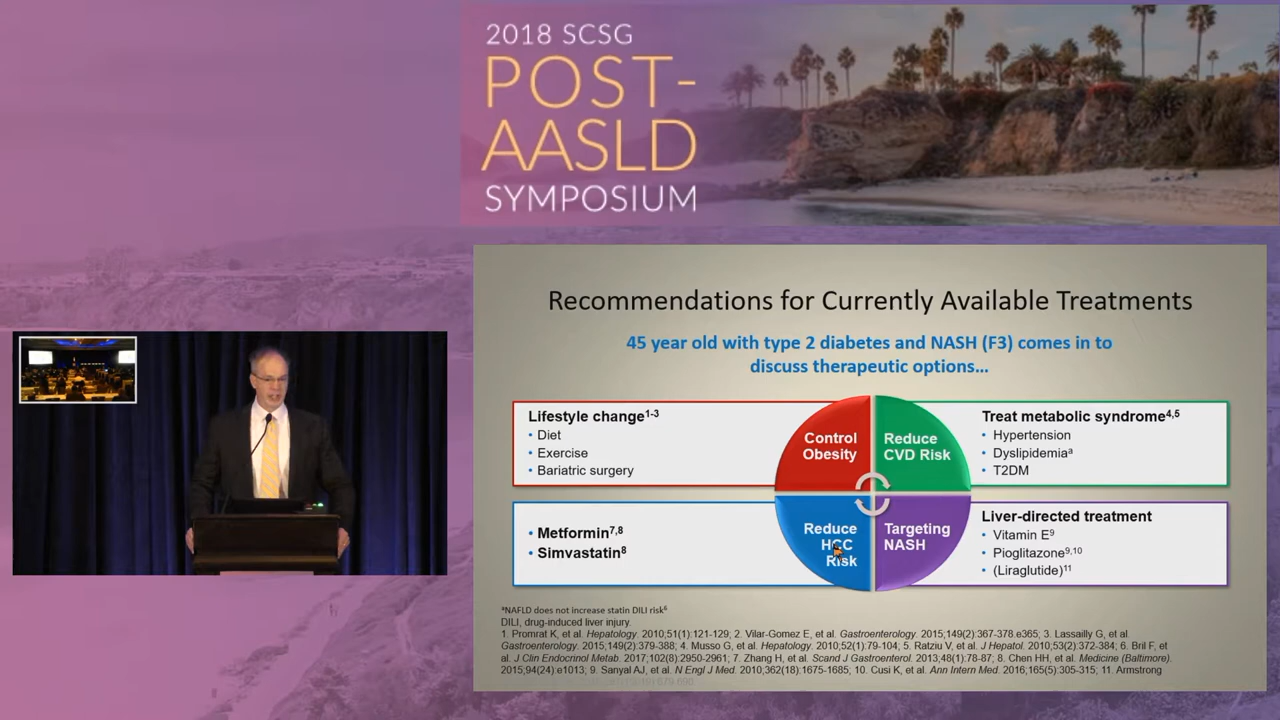 2018 SCSG
POST-
AASLD
SYMPOSIUM
Recommendations for Currently Available Treatments
45 year old with type 2 diabetes and NASH (F3) comes in to
discuss therapeutic options…
Lifestyle change1-3
• Diet
• Exercise
• Bariatric surgery
Control
Obesity
Reduce
CVD Risk
Treat metabolic syndrome4,5
• Hypertension
• Dyslipidemiaa
• T2DM
• Metformin7,8
• Simvastatin8
Reduce
HCC
Risk
Targeting
NASH
Liver-directed treatment
• Vitamin E9
• Pioglitazone9,10
• (Liraglutide)11
aNAFLD does not increase statin DILI risk6
DILI, drug-induced liver injury.
1. Promrat K, et al. Hepatology. 2010;51(1):121-129; 2. Vilar-Gomez E, et al. Gastroenterology. 2015;149(2):367-378.e365; 3. Lassailly G, et al.
Gastroenterology. 2015;149(2):379-388; 4. Musso G, et al. Hepatology. 2010;52(1):79-104; 5. Ratziu V, et al. J Hepatol. 2010;53(2):372-384; 6. Bril F, et
al. J Clin Endocrinol Metab. 2017;102(8):2950-2961; 7. Zhang H, et al. Scand J Gastroenterol. 2013;48(1):78-87; 8. Chen HH, et al. Medicine (Baltimore).
2015;94(24):e1013; 9. Sanyal AJ, et al. N Engl J Med. 2010;362(18):1675-1685; 10. Cusi K, et al. Ann Intern Med. 2016;165(5):305-315; 11. Armstrong